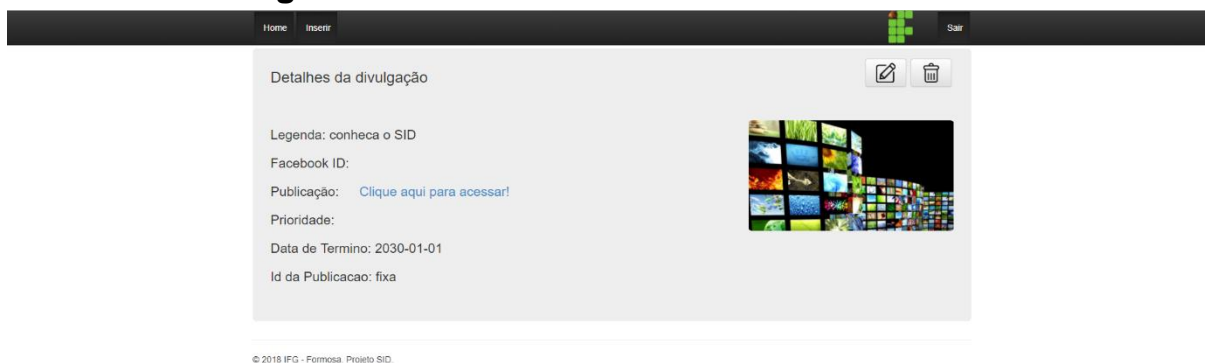 Home Inserir Sair
Detalhes da divulgação
Legenda: conheca o SID
Facebook ID:
Publicação: Clique aqui para acessar!
Prioridade:
Data de Termino: 2030-01-01
Id da Publicacao: fixa
© 2018 IFG - Formosa. Projeto SID.